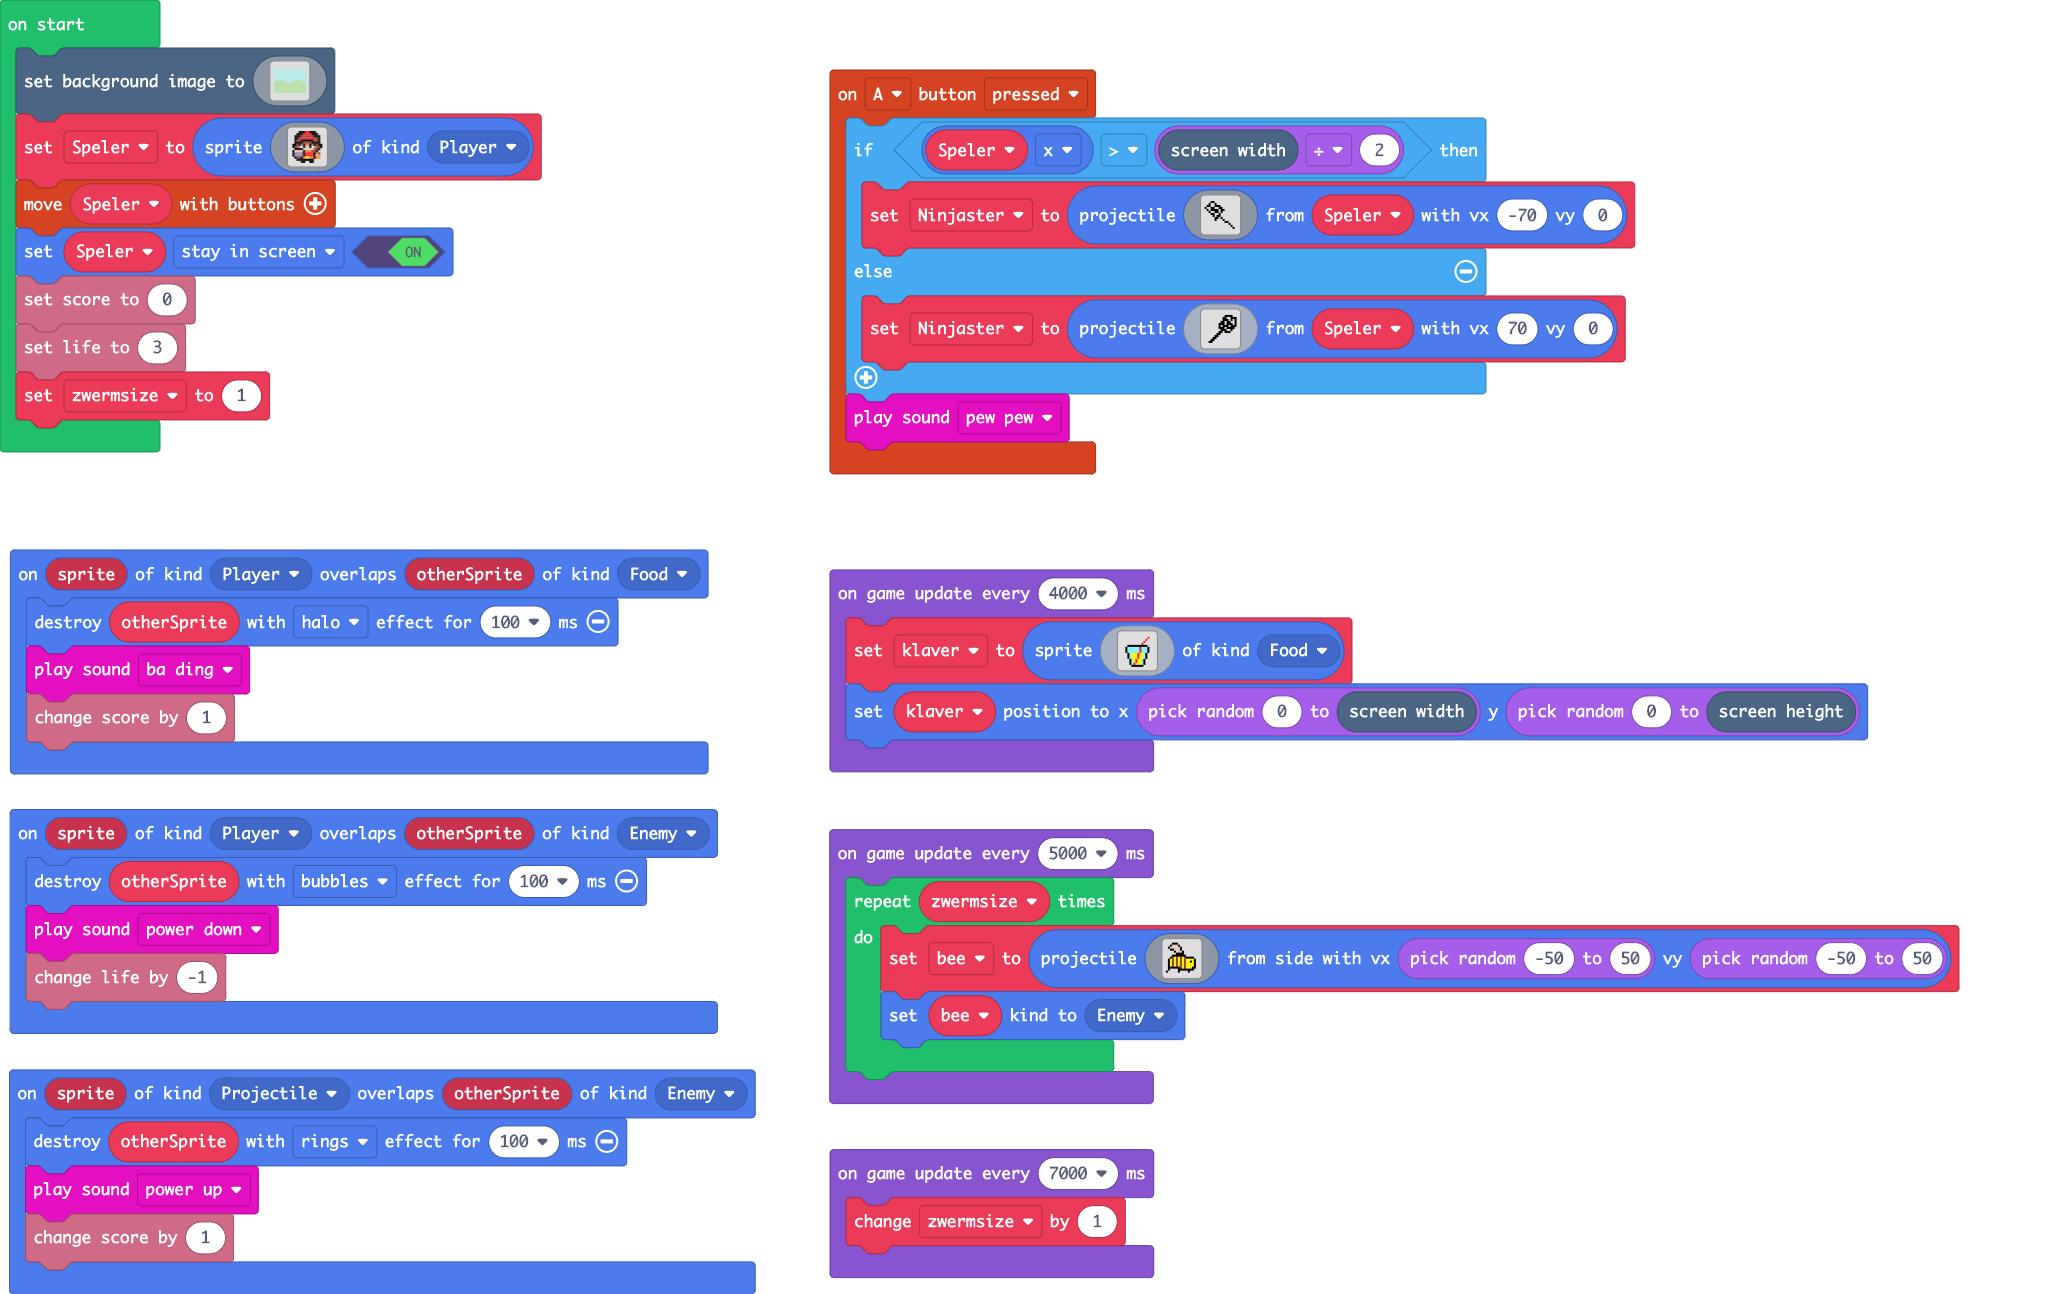 on start
set background image to
set Speler to sprite of kind Player
move Speler with buttons
set Speler stay in screen ON
set score to 0
set life to 3
set zwermsize to 1
on A button pressed
if Speler x > screen width ÷ 2 then
set Ninjaster to projectile from Speler with vx -70 vy 0
else
set Ninjaster to projectile from Speler with vx 70 vy 0
play sound pew pew
on sprite of kind Player overlaps otherSprite of kind Food
destroy otherSprite with halo effect for 100 ms
play sound ba ding
change score by 1
on game update every 4000 ms
set klaver to sprite of kind Food
set klaver position to x pick random 0 to screen width y pick random 0 to screen height
on sprite of kind Player overlaps otherSprite of kind Enemy
destroy otherSprite with bubbles effect for 100 ms
play sound power down
change life by -1
on game update every 5000 ms
repeat zwermsize times
do
set bee to projectile from side with vx pick random -50 to 50 vy pick random -50 to 50
set bee kind to Enemy
on sprite of kind Projectile overlaps otherSprite of kind Enemy
destroy otherSprite with rings effect for 100 ms
play sound power up
change score by 1
on game update every 7000 ms
change zwermsize by 1